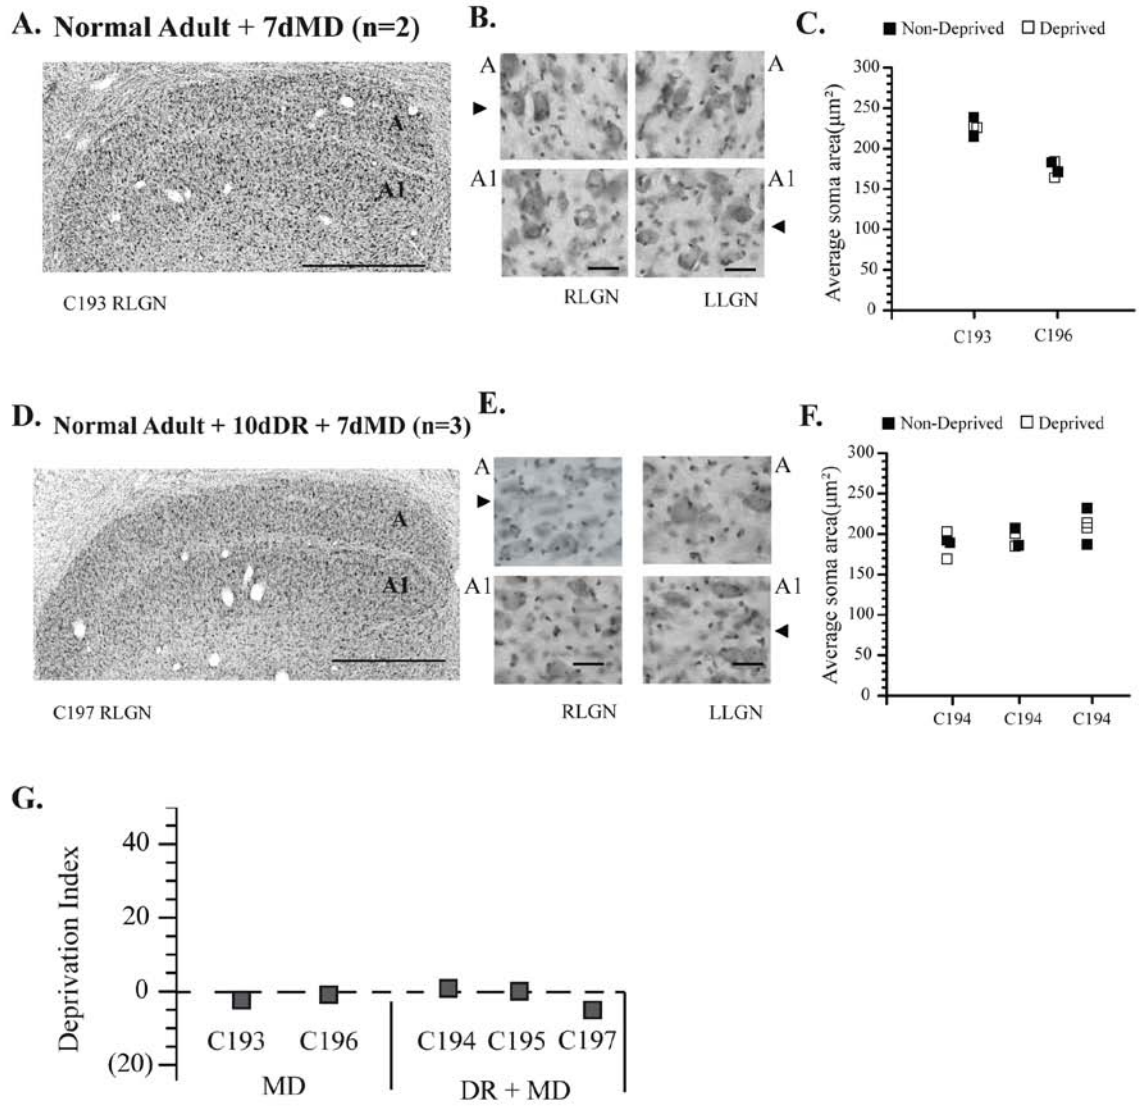 A. Normal Adult + 7dMD (n=2)
A
A1
C193 RLGN
B.
A
A
A1
A1
RLGN
LLGN
C.
Non-Deprived
Deprived
Average soma area(μm²)
300
250
200
150
100
50
0
C193
C196
D. Normal Adult + 10dDR + 7dMD (n=3)
A
A1
C197 RLGN
E.
A
A
A1
A1
RLGN
LLGN
F.
Non-Deprived
Deprived
Average soma area(μm²)
300
250
200
150
100
50
0
C194
C194
C194
G.
Deprivation Index
40
20
0
(20)
C193
C196
C194
C195
C197
MD
DR + MD